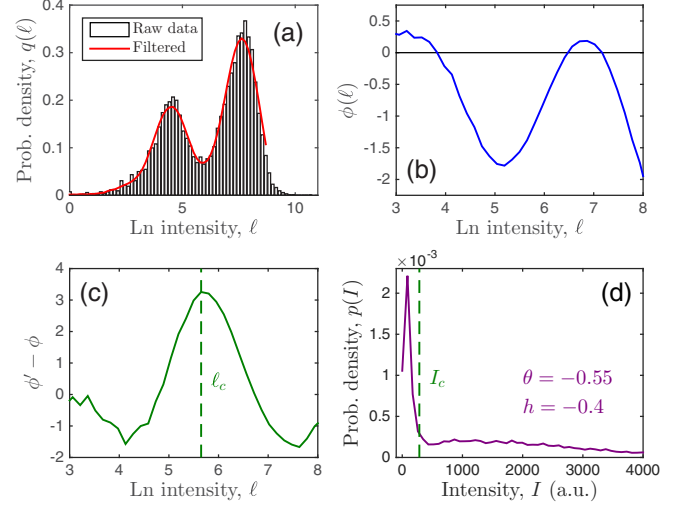 Raw data
Filtered
(a)
Prob. density, q(ℓ)
0.4
0.3
0.2
0.1
0
0 5 10
Ln intensity, ℓ
(b)
ϕ(ℓ)
0.5
0
-0.5
-1
-1.5
-2
3 4 5 6 7 8
Ln intensity, ℓ
(c)
ϕ′ − ϕ
4
3
2
1
0
-1
-2
ℓc
3 4 5 6 7 8
Ln intensity, ℓ
×10⁻³
(d)
Prob. density, p(I)
2
1.5
1
0.5
0
Ic
θ = −0.55
h = −0.4
0 1000 2000 3000 4000
Intensity, I (a.u.)